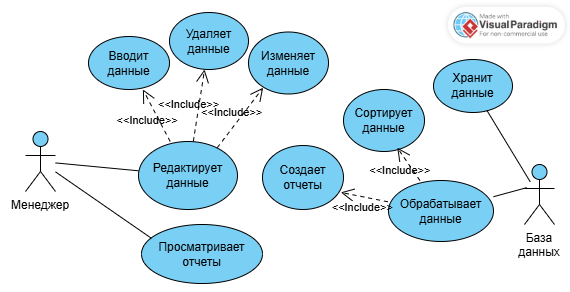 Made with
Visual Paradigm
For non-commercial use
Удаляет
данные
Вводит
данные
Изменяет
данные
Хранит
данные
<<Include>>
<<Include>>
<<Include>>
Сортирует
данные
Редактирует
данные
Создает
отчеты
<<Include>>
<<Include>>
Обрабатывает
данные
Менеджер
Просматривает
отчеты
База
данных